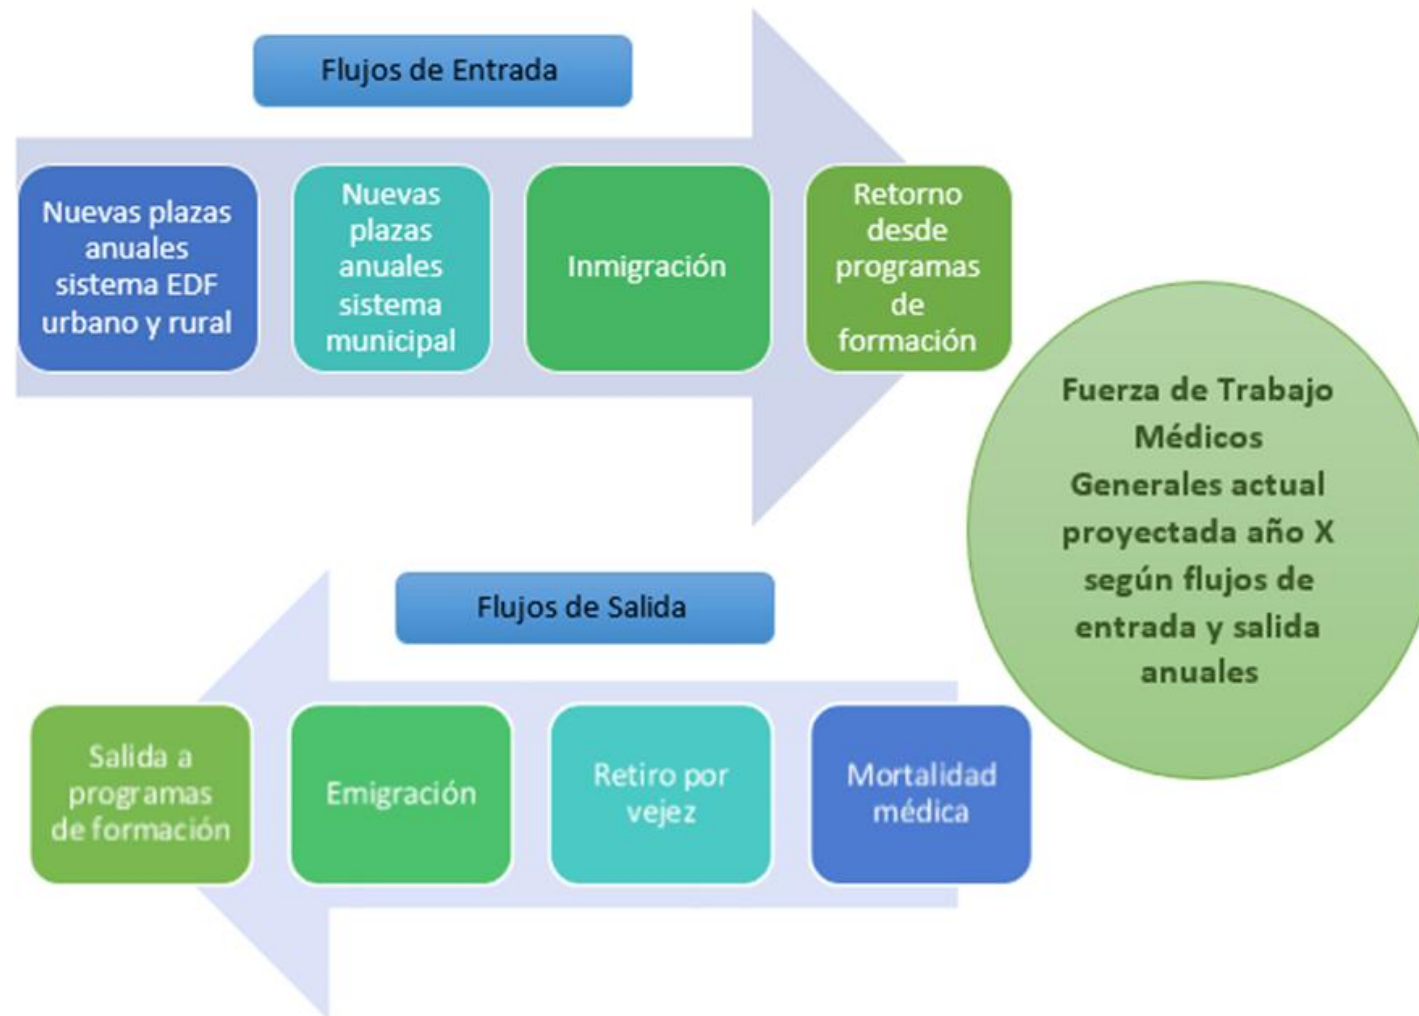 Flujos de Entrada
Nuevas plazas
anuales
sistema EDF
urbano y rural
Nuevas
plazas
anuales
sistema
municipal
Inmigración
Retorno
desde
programas
de
formación
Fuerza de Trabajo
Médicos
Generales actual
proyectada año X
según flujos de
entrada y salida
anuales
Flujos de Salida
Salida a
programas
de formación
Emigración
Retiro por
vejez
Mortalidad
médica